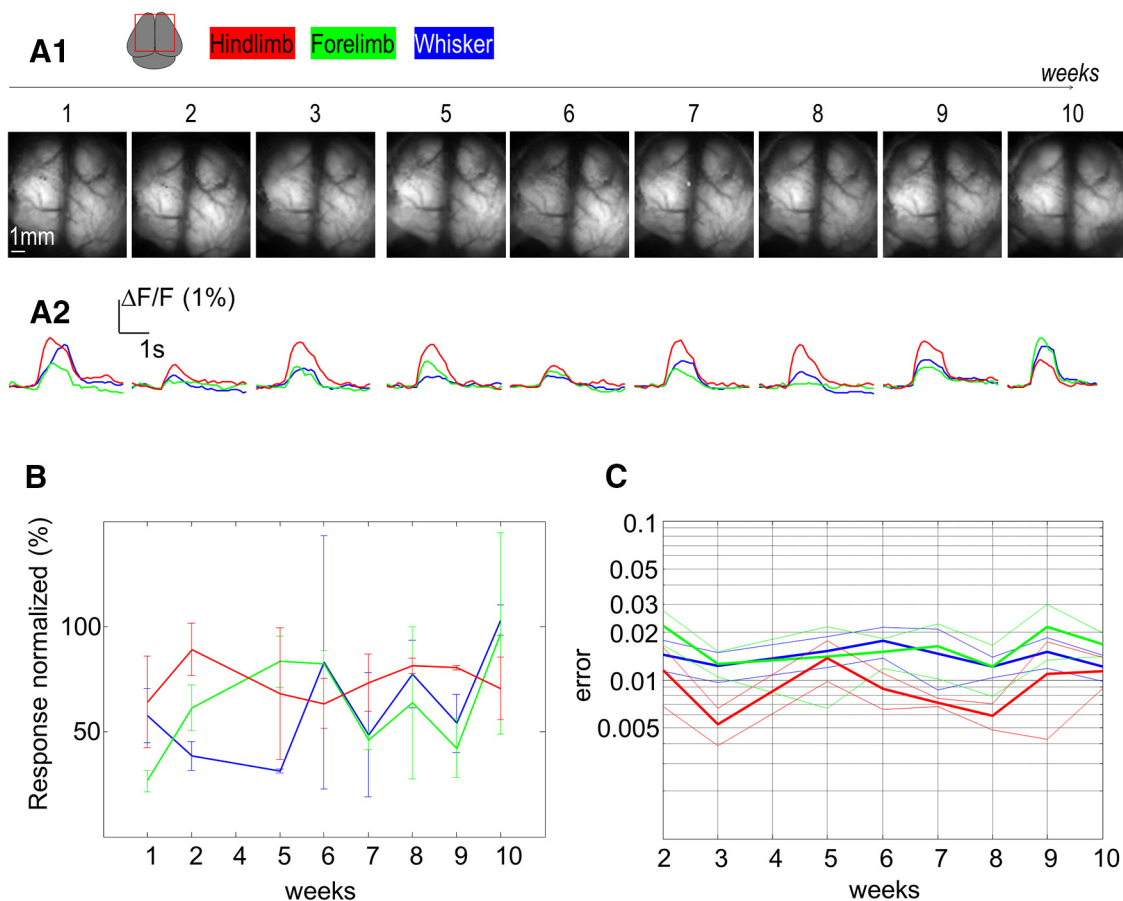 A1
Hindlimb Forelimb Whisker
weeks
1 2 3 5 6 7 8 9 10
1mm
A2
ΔF/F (1%)
1s
B
Response normalized (%)
100
50
1 2 4 5 6 7 8 9 10
weeks
C
error
0.1
0.05
0.03
0.02
0.01
0.005
2 3 4 5 6 7 8 9 10
weeks